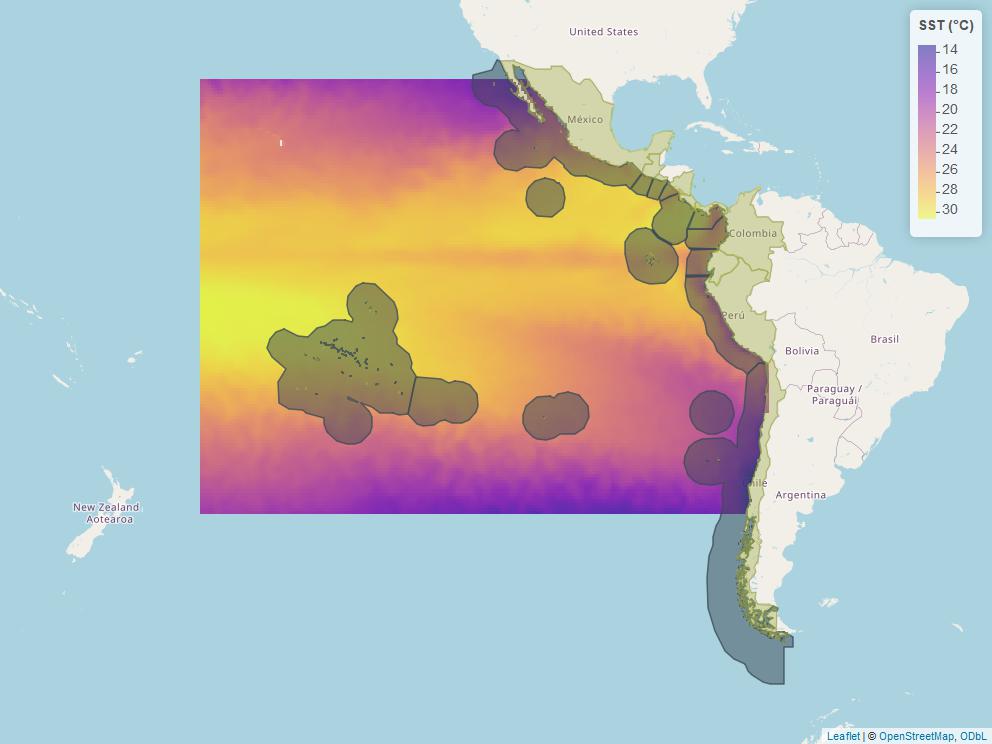 United States
SST (°C)
14
16
18
20
22
24
26
28
30
México
Colombia
Perú
Brasil
Bolivia
Paraguay /
Paraguái
hile
Argentina
New Zealand
Aotearoa
Leaflet | © OpenStreetMap, ODbL